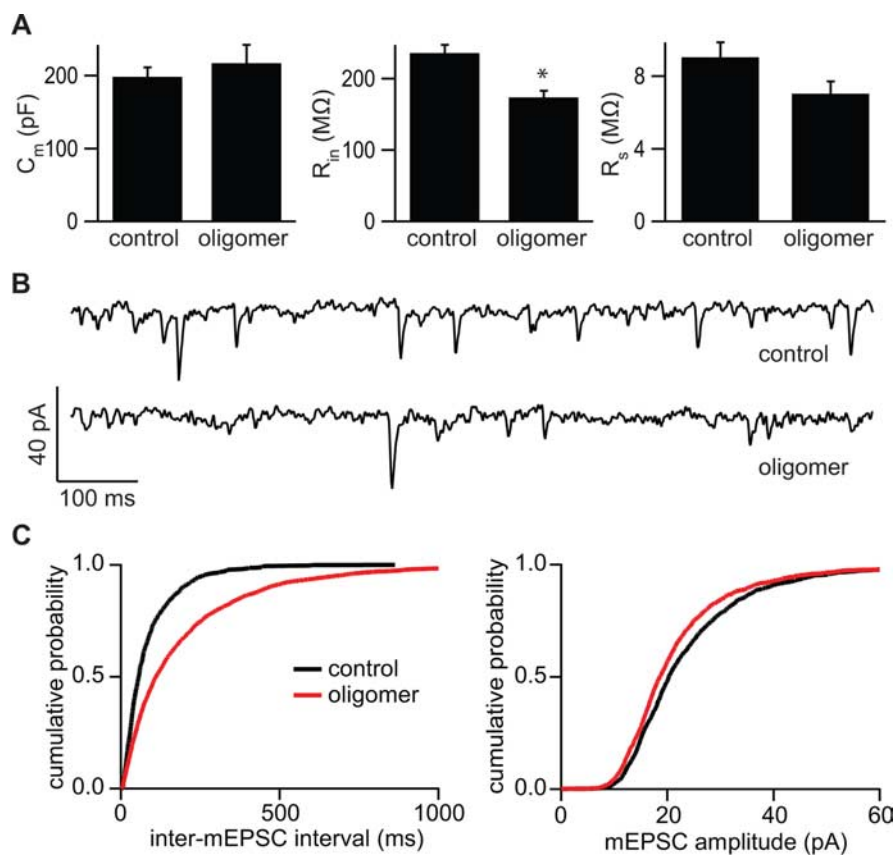 A
C_m (pF)
200
100
0
control oligomer
R_in (MΩ)
200
100
0
*
control oligomer
R_s (MΩ)
8
4
0
control oligomer
B
control
40 pA
100 ms
oligomer
C
cumulative probability
1.0
0.5
0.0
control
oligomer
0 500 1000
inter-mEPSC interval (ms)
cumulative probability
1.0
0.5
0.0
0 20 40 60
mEPSC amplitude (pA)